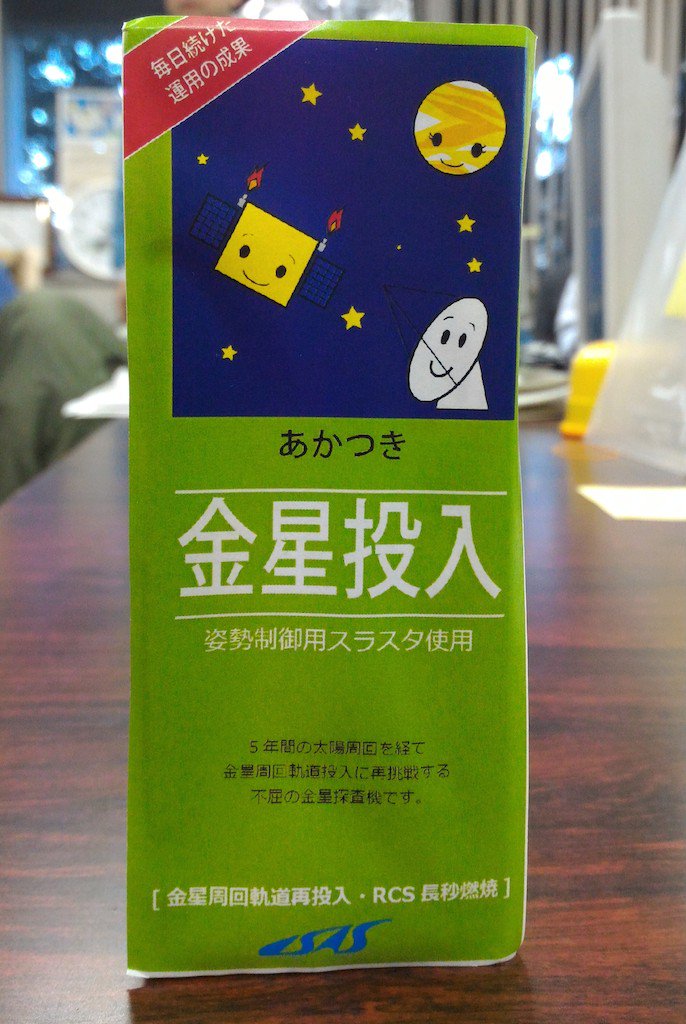 毎日続けた
運用の成果
あかつき
金星投入
姿勢制御用スラスタ使用
5年間の太陽周回を経て
金星周回軌道投入に再挑戦する
不屈の金星探査機です。
[ 金星周回軌道再投入・RCS長秒燃焼 ]
ISAS